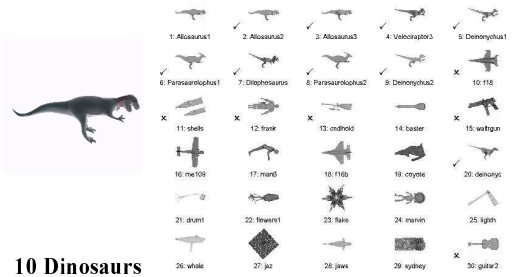 1: Allosaurus1 2: Allosaurus2 3: Allosaurus3 4: Velociraptor3 5: Deinonychus1
6: Parasaurolophus1 7: Dilophosaurus 8: Parasaurolophus2 9: Deinonychus2 10: f18
11: shells 12: frank 13: cndlhold 14: baster 15: waltrgun
16: me109 17: man3 18: f16b 19: coyote 20: deinonyc
21: drum1 22: flowers1 23: flake 24: marvin 25: lighth
26: whale 27: jaz 28: jaws 29: sydney 30: guitar2
10 Dinosaurs